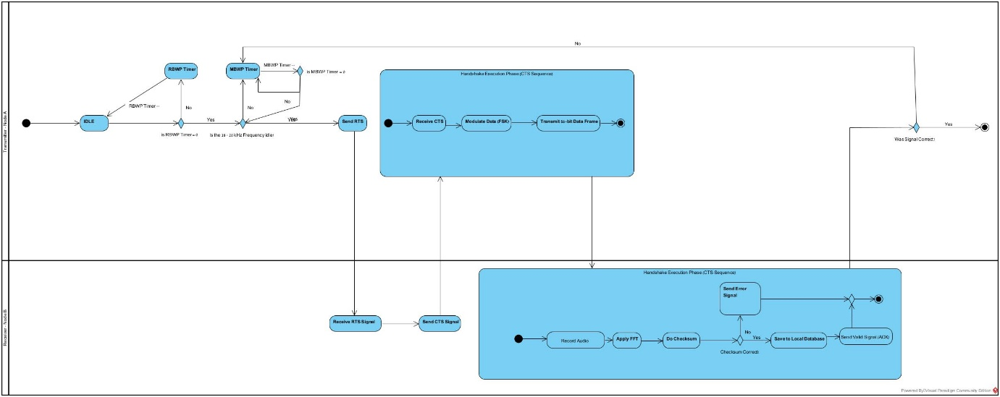 Transmitter - Node A
No
RBWP Timer
MBWP Timer
MBWP Timer --
is MBWP Timer = 0
RBWP Timer --
No
No
No
IDLE
Yes
Yes
Yes
Send RTS
is RBWP Timer = 0
Is the 18 - 20 kHz Frequency idle?
Handshake Execution Phase (CTS Sequence)
Receive CTS
Modulate Data (FSK)
Transmit 54-bit Data Frame
Yes
Was Signal Correct?
Receiver - Node B
Handshake Execution Phase (CTS Sequence)
Send Error
Signal
Receive RTS Signal
Send CTS Signal
Record Audio
Apply FFT
Do Checksum
No
Yes
Save to Local Database
Send Valid Signal (ACK)
Checksum Correct?
Powered By Visual Paradigm Community Edition